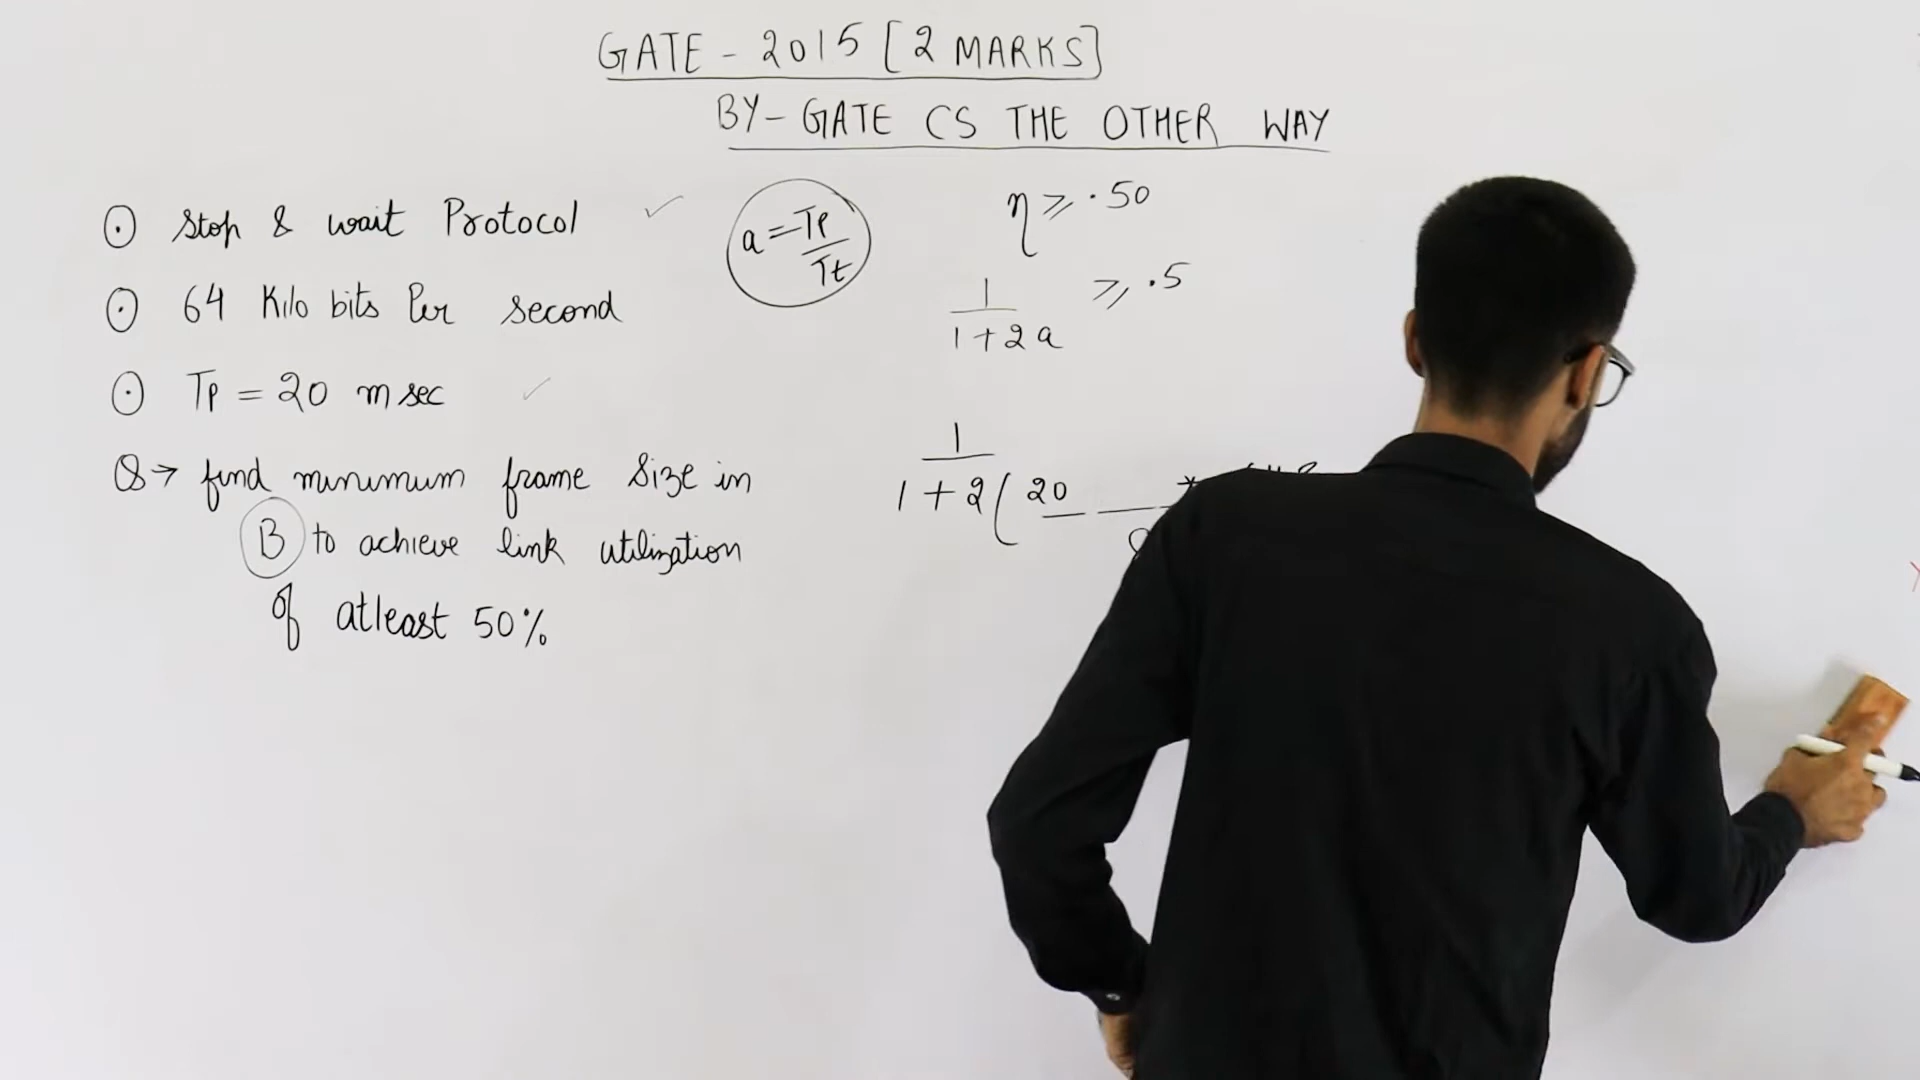 GATE - 2015 [2 MARKS]
BY- GATE CS THE OTHER WAY
⊙ Stop & wait Protocol ✓
⊙ 64 Kilo bits Per second
⊙ Tp = 20 m sec ✓
Q → find minimum frame Size in
B to achieve link utilization
of atleast 50%
a = Tp / Tt
η ≥ .50
1 / 1 + 2a ≥ .5
1 / 1 + 2 ( 20 *